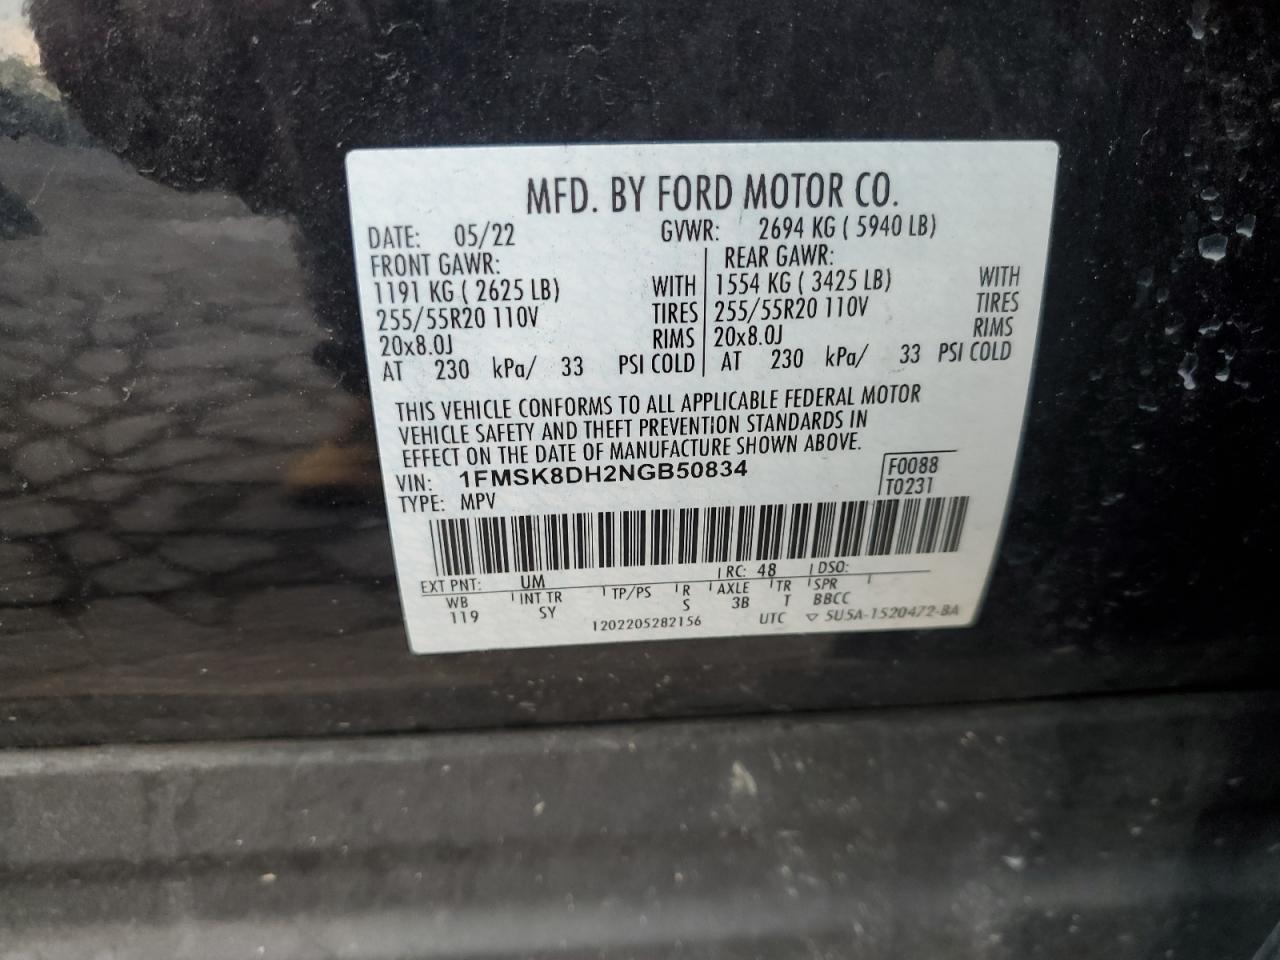 MFD. BY FORD MOTOR CO.
DATE: 05/22 GVWR: 2694 KG ( 5940 LB)
FRONT GAWR: REAR GAWR:
1191 KG ( 2625 LB) WITH 1554 KG ( 3425 LB) WITH
255/55R20 110V TIRES 255/55R20 110V TIRES
20x8.0J RIMS 20x8.0J RIMS
AT 230 kPa/ 33 PSI COLD AT 230 kPa/ 33 PSI COLD
THIS VEHICLE CONFORMS TO ALL APPLICABLE FEDERAL MOTOR
VEHICLE SAFETY AND THEFT PREVENTION STANDARDS IN
EFFECT ON THE DATE OF MANUFACTURE SHOWN ABOVE.
VIN: 1FMSK8DH2NGB50834 F0088
TYPE: MPV T0231
EXT PNT: UM RC: 48 DSO:
WB INT TR TP/PS R AXLE TR SPR
119 SY S 3B T BBCC
1202205282156 UTC ▽ 5U5A-1520472-BA